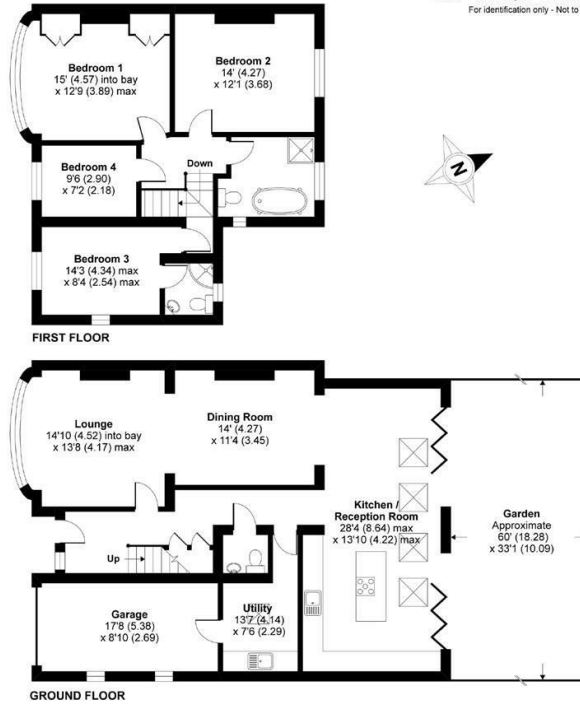 For identification only - Not to
Bedroom 1
15' (4.57) into bay
x 12'9 (3.89) max
Bedroom 2
14' (4.27)
x 12'1 (3.68)
Bedroom 4
9'6 (2.90)
x 7'2 (2.18)
Down
N
Bedroom 3
14'3 (4.34) max
x 8'4 (2.54) max
FIRST FLOOR
Lounge
14'10 (4.52) into bay
x 13'8 (4.17) max
Dining Room
14' (4.27)
x 11'4 (3.45)
Kitchen /
Reception Room
28'4 (8.64) max
x 13'10 (4.22) max
Garden
Approximate
60' (18.28)
x 33'1 (10.09)
Up
Garage
17'8 (5.38)
x 8'10 (2.69)
Utility
13'7 (4.14)
x 7'6 (2.29)
GROUND FLOOR